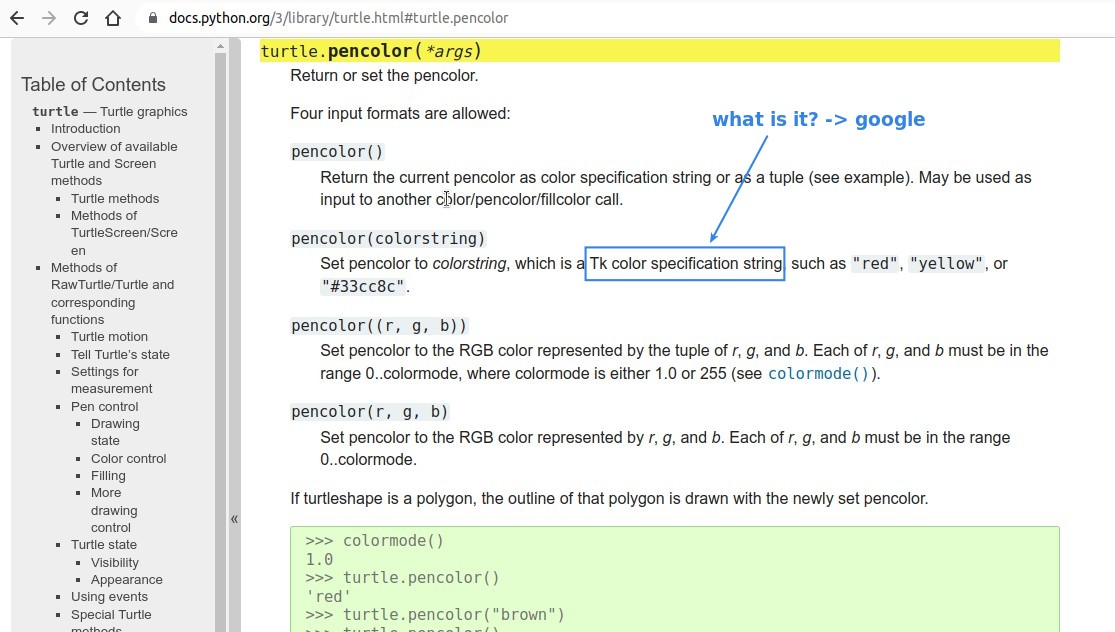 docs.python.org/3/library/turtle.html#turtle.pencolor
Table of Contents
turtle — Turtle graphics
Introduction
Overview of available
Turtle and Screen
methods
Turtle methods
Methods of
TurtleScreen/Scre
en
Methods of
RawTurtle/Turtle and
corresponding
functions
Turtle motion
Tell Turtle's state
Settings for
measurement
Pen control
Drawing
state
Color control
Filling
More
drawing
control
Turtle state
Visibility
Appearance
Using events
Special Turtle
methods
«
turtle.pencolor(*args)
Return or set the pencolor.
Four input formats are allowed:
what is it? -> google
pencolor()
Return the current pencolor as color specification string or as a tuple (see example). May be used as
input to another color/pencolor/fillcolor call.
pencolor(colorstring)
Set pencolor to colorstring, which is a Tk color specification string, such as "red", "yellow", or
"#33cc8c".
pencolor((r, g, b))
Set pencolor to the RGB color represented by the tuple of r, g, and b. Each of r, g, and b must be in the
range 0..colormode, where colormode is either 1.0 or 255 (see colormode()).
pencolor(r, g, b)
Set pencolor to the RGB color represented by r, g, and b. Each of r, g, and b must be in the range
0..colormode.
If turtleshape is a polygon, the outline of that polygon is drawn with the newly set pencolor.
>>> colormode()
1.0
>>> turtle.pencolor()
'red'
>>> turtle.pencolor("brown")
>>> turtle.pencolor()